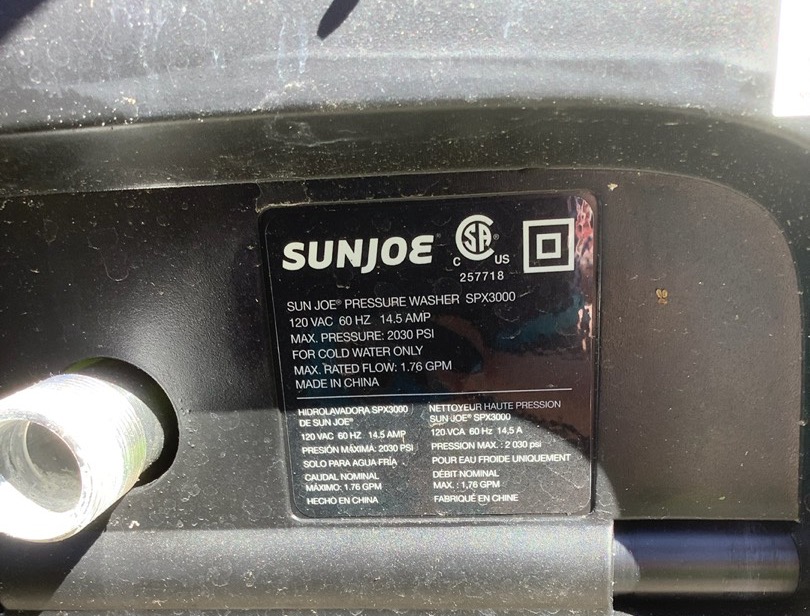 SUNJOE®
CSA®
C US
257718
SUN JOE® PRESSURE WASHER SPX3000
120 VAC 60 HZ 14.5 AMP
MAX. PRESSURE: 2030 PSI
FOR COLD WATER ONLY
MAX. RATED FLOW: 1.76 GPM
MADE IN CHINA
HIDROLAVADORA SPX3000
DE SUN JOE®
120 VAC 60 HZ 14.5 AMP
PRESIÓN MÁXIMA: 2030 PSI
SOLO PARA AGUA FRÍA
CAUDAL NOMINAL
MÁXIMO: 1.76 GPM
HECHO EN CHINA
NETTOYEUR HAUTE PRESSION
SUN JOE® SPX3000
120 VCA 60 Hz 14,5 A
PRESSION MAX. : 2 030 psi
POUR EAU FROIDE UNIQUEMENT
DÉBIT NOMINAL
MAX. : 1,76 GPM
FABRIQUÉ EN CHINE